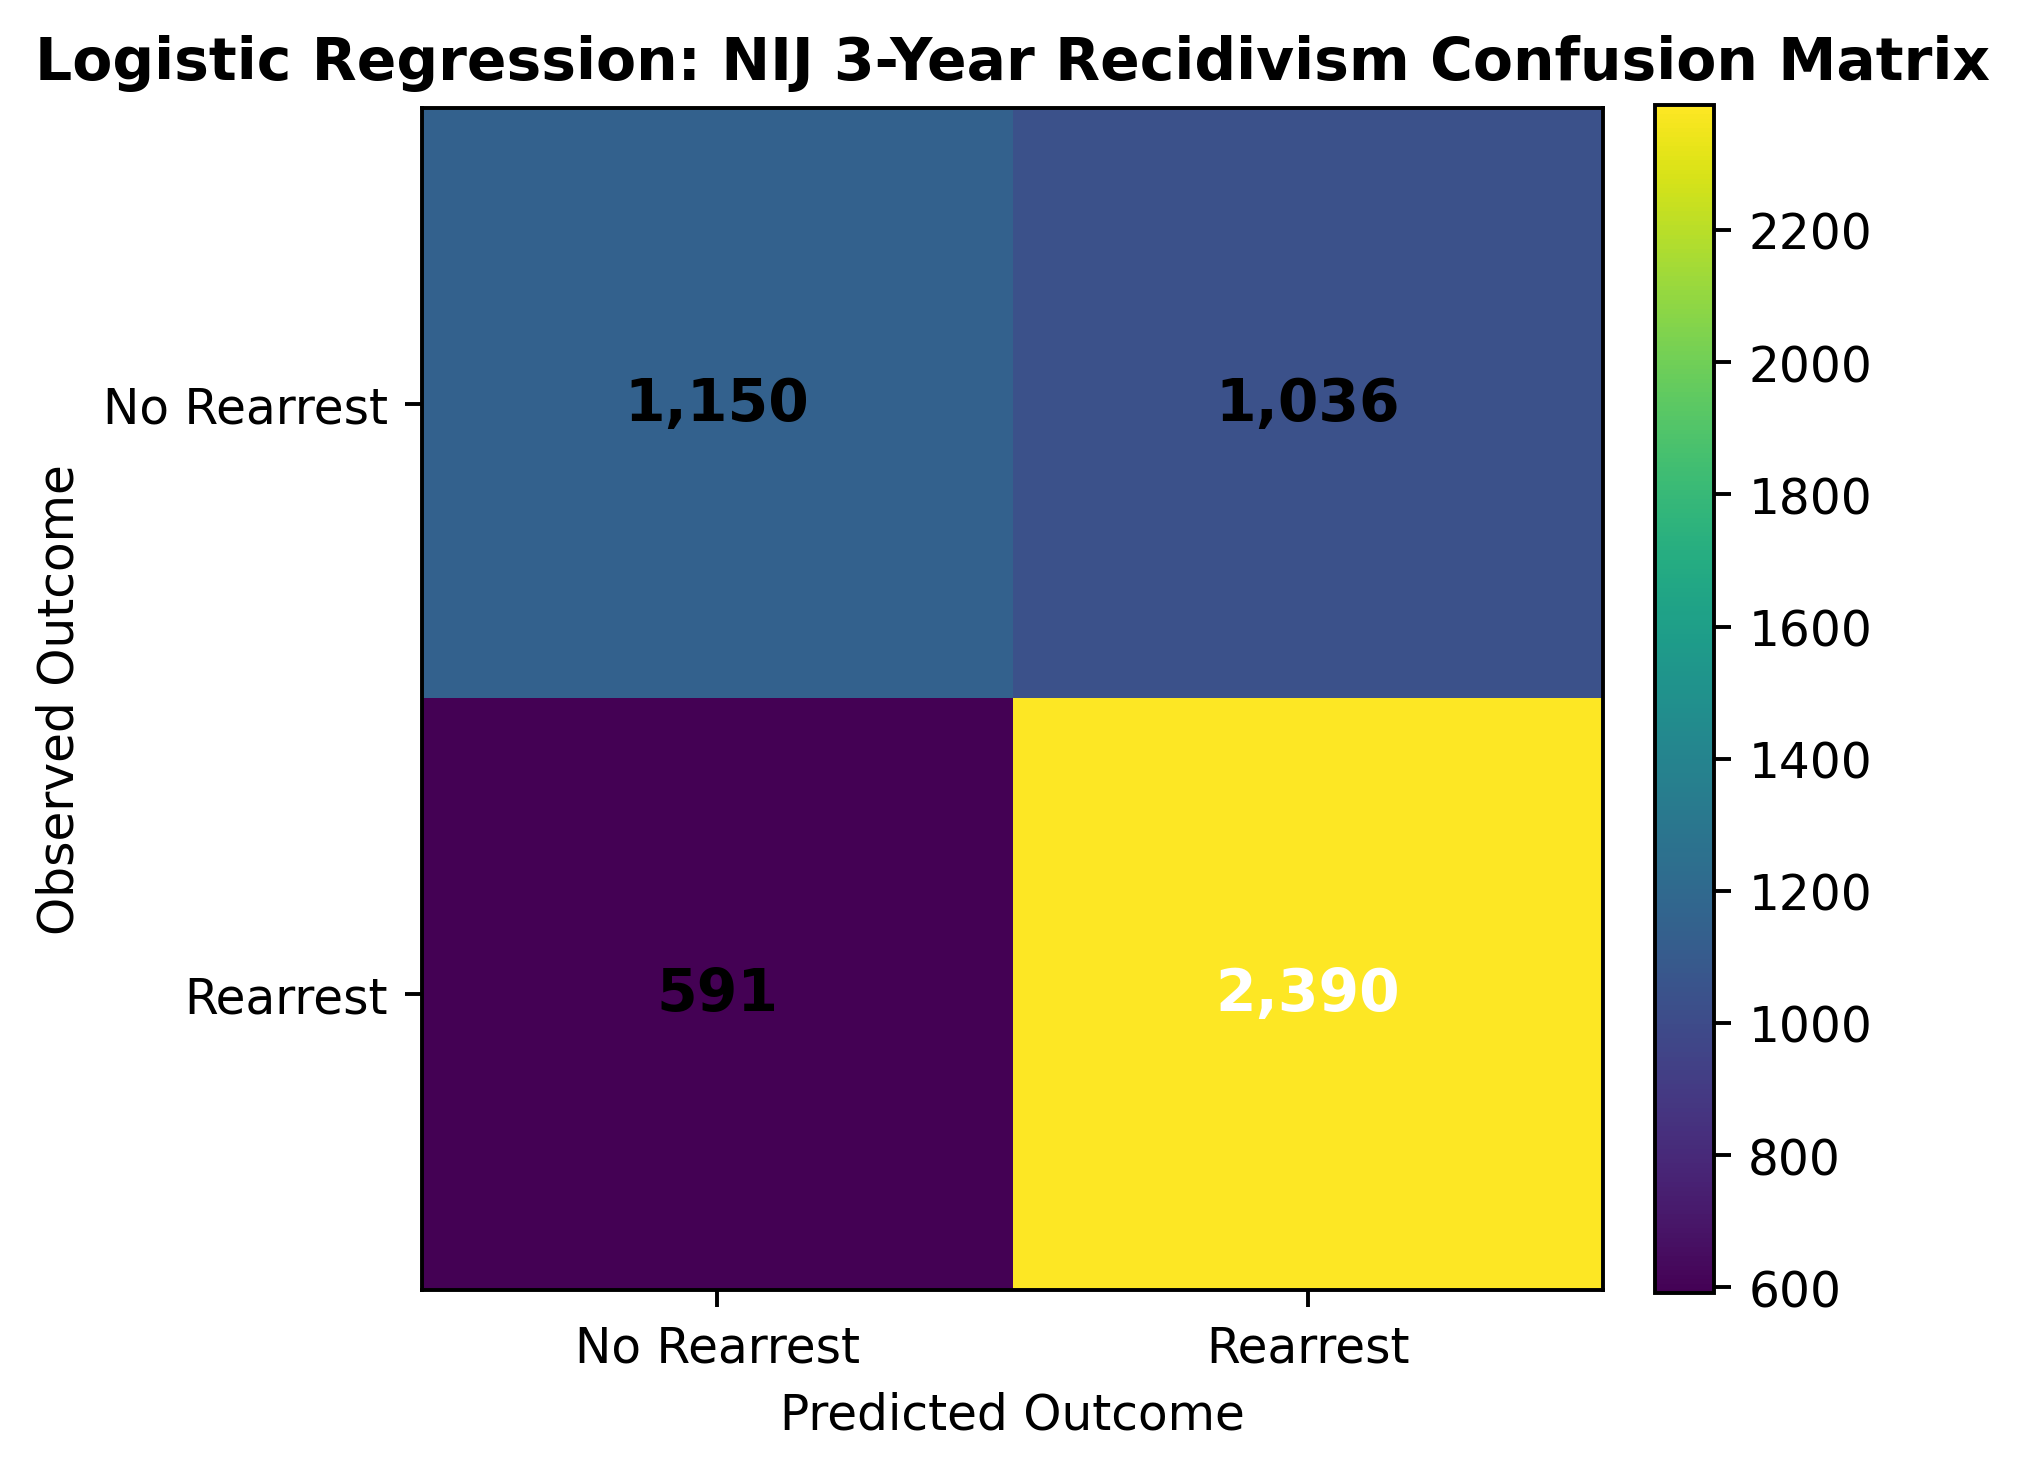 Logistic Regression: NIJ 3-Year Recidivism Confusion Matrix
Observed Outcome
No Rearrest
Rearrest
1,150
1,036
591
2,390
No Rearrest
Rearrest
Predicted Outcome
2200
2000
1800
1600
1400
1200
1000
800
600